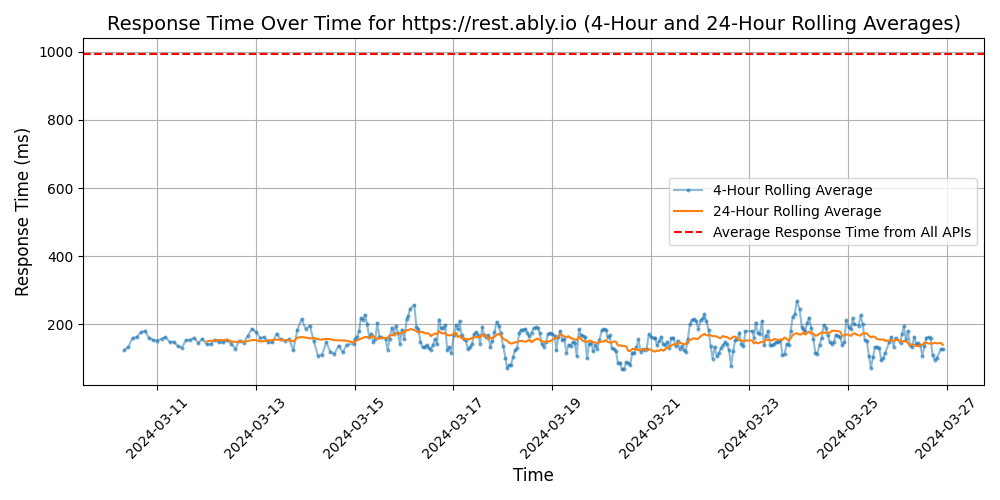 Response Time Over Time for https://rest.ably.io (4-Hour and 24-Hour Rolling Averages)
Response Time (ms)
1000
800
600
400
200
4-Hour Rolling Average
24-Hour Rolling Average
Average Response Time from All APIs
2024-03-11
2024-03-13
2024-03-15
2024-03-17
2024-03-19
2024-03-21
2024-03-23
2024-03-25
2024-03-27
Time